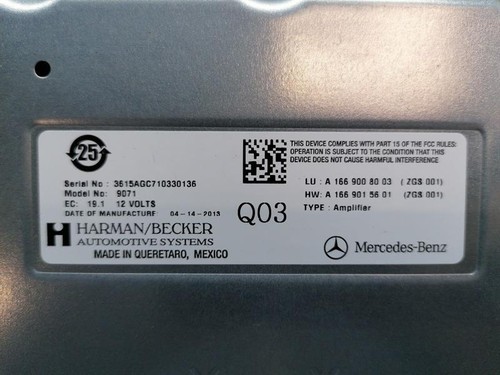 25
Serial No : 3615AGC710330136
Model No: 9071
EC: 19.1 12 VOLTS
DATE OF MANUFACTURE 04-14-2013
HARMAN/BECKER
AUTOMOTIVE SYSTEMS
MADE IN QUERETARO, MEXICO
Q03
THIS DEVICE COMPLIES WITH PART 15 OF THE FCC RULES:
OPERATION IS SUBJECT TO THE CONDITION THAT THIS
DEVICE DOES NOT CAUSE HARMFUL INTERFERENCE
LU : A 166 900 80 03 (ZGS 001)
HW: A 166 901 56 01 (ZGS 001)
TYPE : Amplifier
Mercedes-Benz